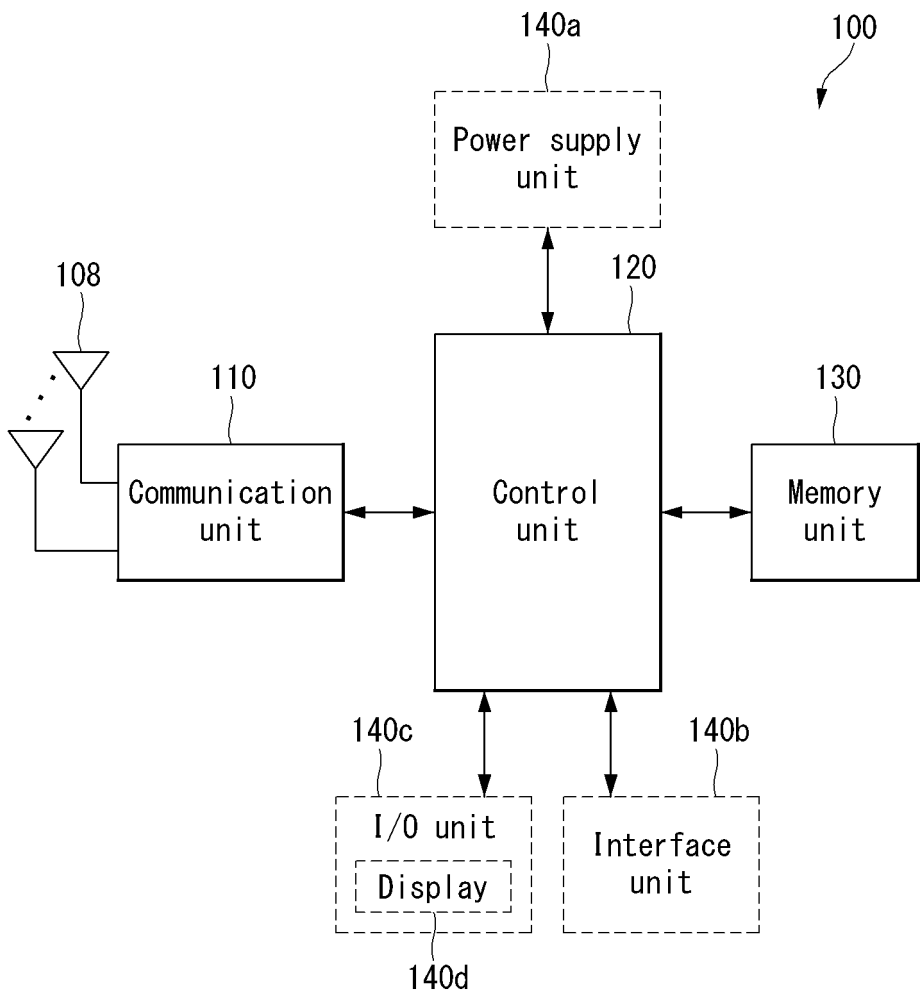 140a
100
Power supply
unit
108
120
110
130
Communication
unit
Control
unit
Memory
unit
140c
140b
I/O unit
Display
Interface
unit
140d